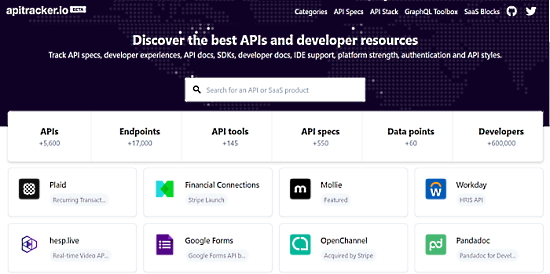 apitracker.io BETA
Categories API Specs API Stack GraphQL Toolbox SaaS Blocks
Discover the best APIs and developer resources
Track API specs, developer experiences, API docs, SDKs, developer docs, IDE support, platform strength, authentication and API styles.
Search for an API or SaaS product
APIs Endpoints API tools API specs Data points Developers
+5,600 +17,000 +145 +550 +60 +600,000
Plaid Financial Connections Mollie Workday
Recurring Transact... Stripe Launch Featured HRIS API
hesp.live Google Forms OpenChannel Pandadoc
Real-time Video AP... Google Forms API b... Acquired by Stripe Pandadoc for Devel...